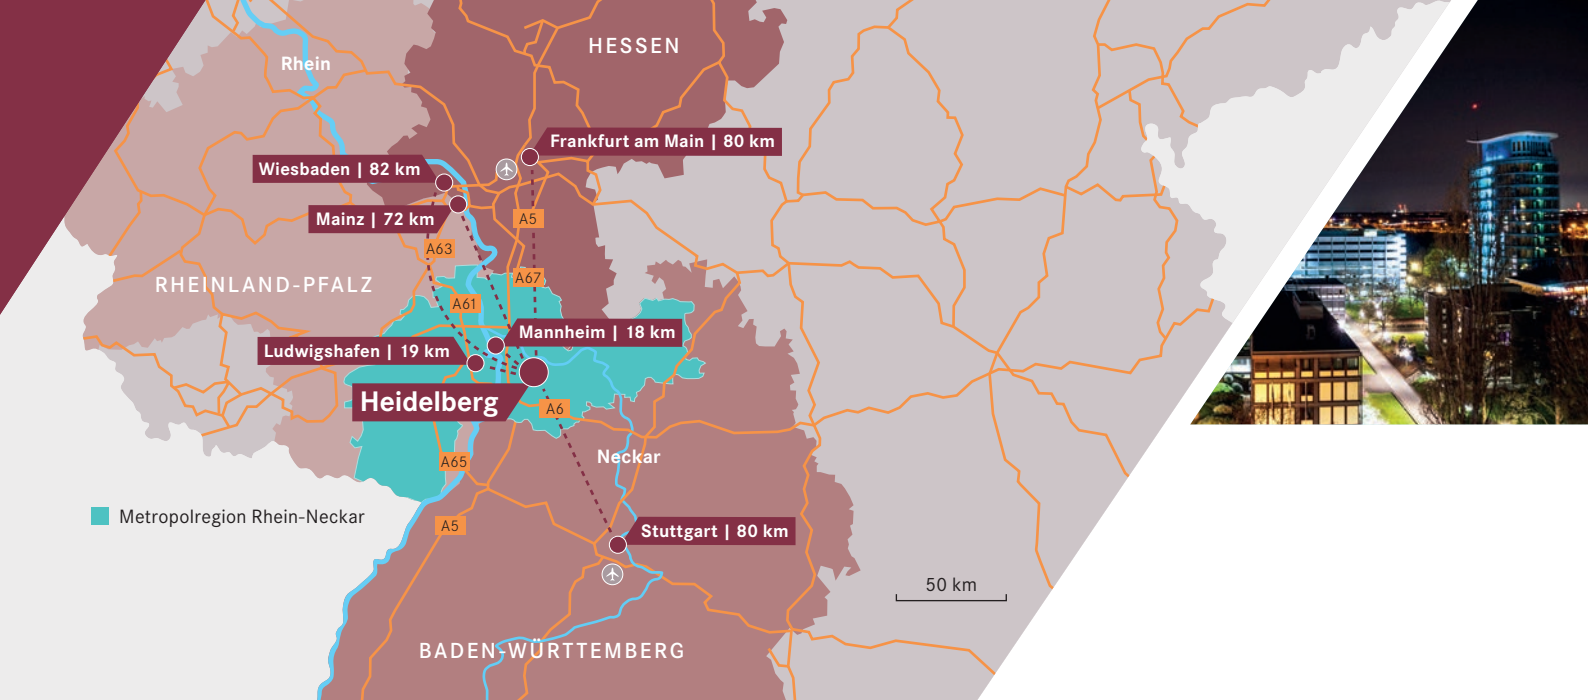 HESSEN
Rhein
Frankfurt am Main | 80 km
Wiesbaden | 82 km
Mainz | 72 km
A5
A63
A67
RHEINLAND-PFALZ
A61
Mannheim | 18 km
Ludwigshafen | 19 km
Heidelberg
A6
Neckar
A65
Metropolregion Rhein-Neckar
A5
Stuttgart | 80 km
50 km
BADEN-WÜRTTEMBERG